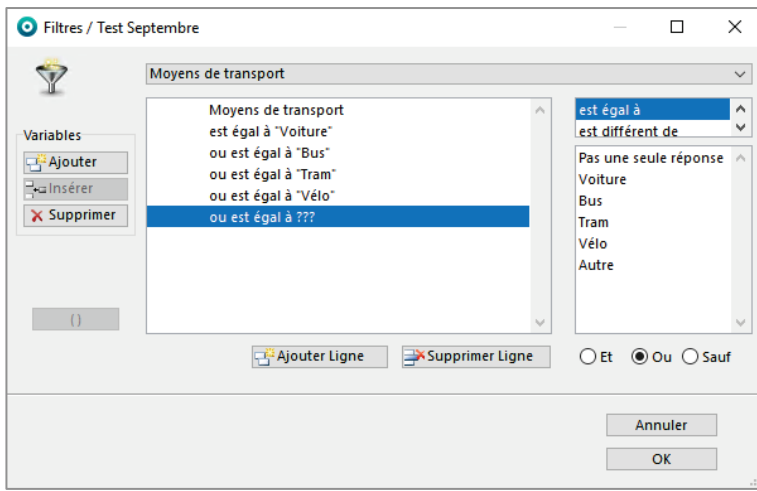 Filtres / Test Septembre
Moyens de transport
Variables
Ajouter
Insérer
Supprimer
()
Moyens de transport
est égal à "Voiture"
ou est égal à "Bus"
ou est égal à "Tram"
ou est égal à "Vélo"
ou est égal à ???
est égal à
est différent de
Pas une seule réponse
Voiture
Bus
Tram
Vélo
Autre
Ajouter Ligne
Supprimer Ligne
Et
Ou
Sauf
Annuler
OK